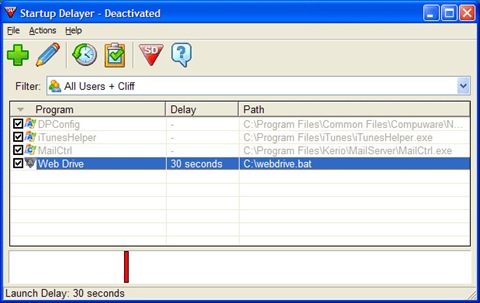 Startup Delayer - Deactivated
File Actions Help
SD
Filter: All Users + Cliff
Program Delay Path
DPConfig - C:\Program Files\Common Files\Compuware\N...
iTunesHelper - C:\Program Files\iTunes\iTunesHelper.exe
MailCtrl - C:\Program Files\Kerio\MailServer\MailCtrl.exe
Web Drive 30 seconds C:\webdrive.bat
Launch Delay: 30 seconds